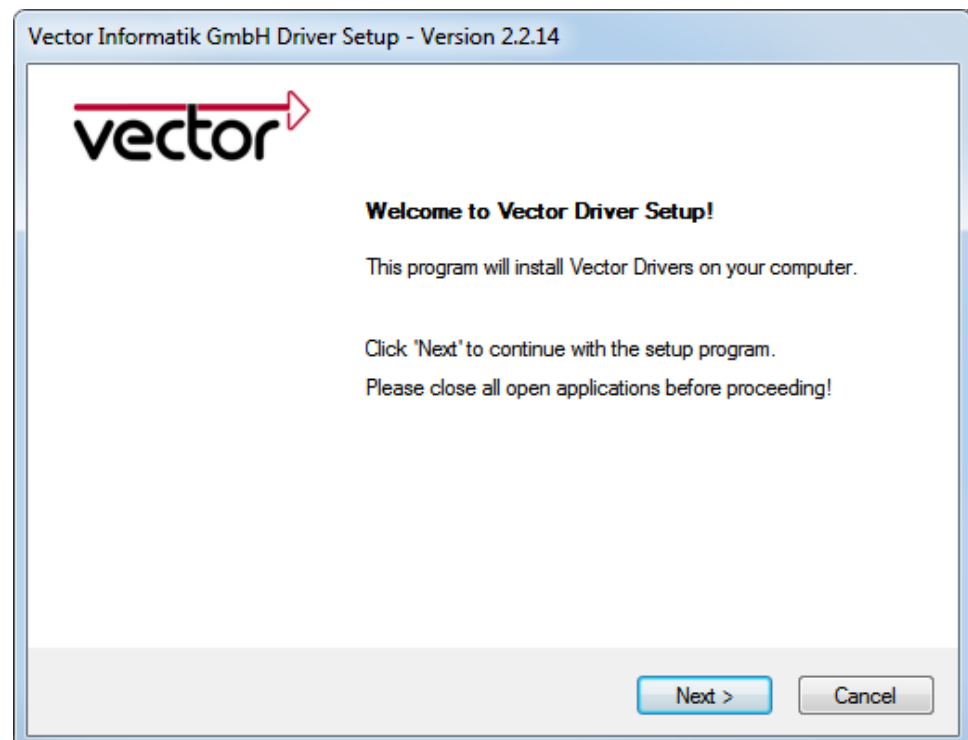 Vector Informatik GmbH Driver Setup - Version 2.2.14
vector
Welcome to Vector Driver Setup!
This program will install Vector Drivers on your computer.
Click 'Next' to continue with the setup program.
Please close all open applications before proceeding!
Next >
Cancel